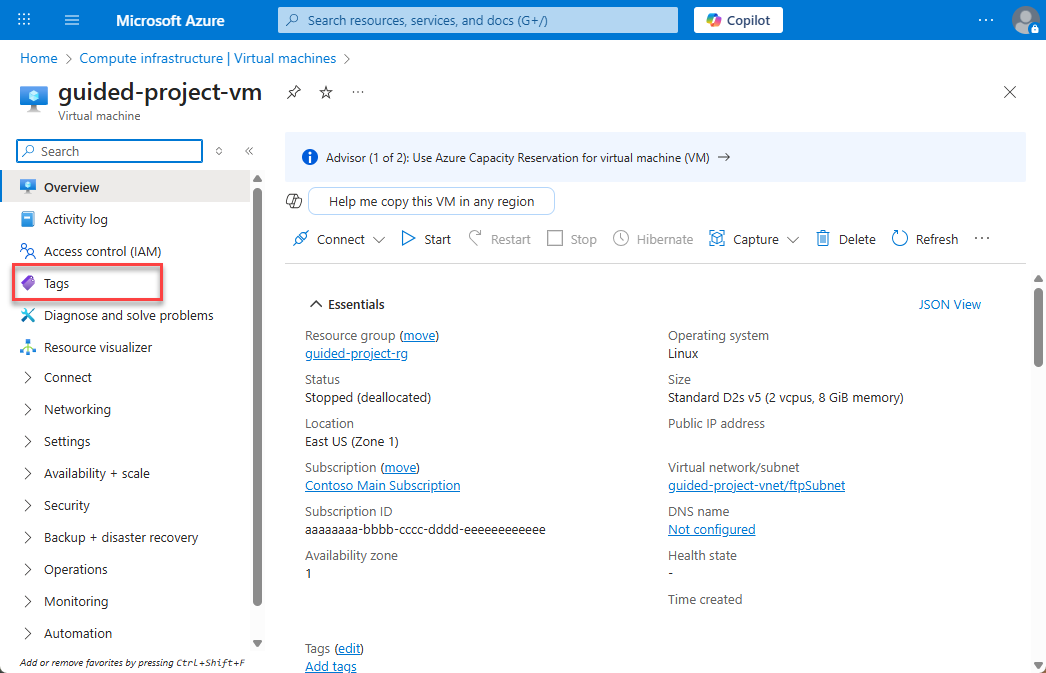 Microsoft Azure
Search resources, services, and docs (G+/)
Copilot
Home > Compute infrastructure | Virtual machines >
guided-project-vm
Virtual machine
Search
Overview
Activity log
Access control (IAM)
Tags
Diagnose and solve problems
Resource visualizer
Connect
Networking
Settings
Availability + scale
Security
Backup + disaster recovery
Operations
Monitoring
Automation
Add or remove favorites by pressing Ctrl+Shift+F
Advisor (1 of 2): Use Azure Capacity Reservation for virtual machine (VM) →
Help me copy this VM in any region
Connect Start Restart Stop Hibernate Capture Delete Refresh
Essentials
JSON View
Resource group (move)
guided-project-rg
Status
Stopped (deallocated)
Location
East US (Zone 1)
Subscription (move)
Contoso Main Subscription
Subscription ID
aaaaaaaa-bbbb-cccc-dddd-eeeeeeeeeeee
Availability zone
1
Operating system
Linux
Size
Standard D2s v5 (2 vcpus, 8 GiB memory)
Public IP address
Virtual network/subnet
guided-project-vnet/ftpSubnet
DNS name
Not configured
Health state
-
Time created
Tags (edit)
Add tags